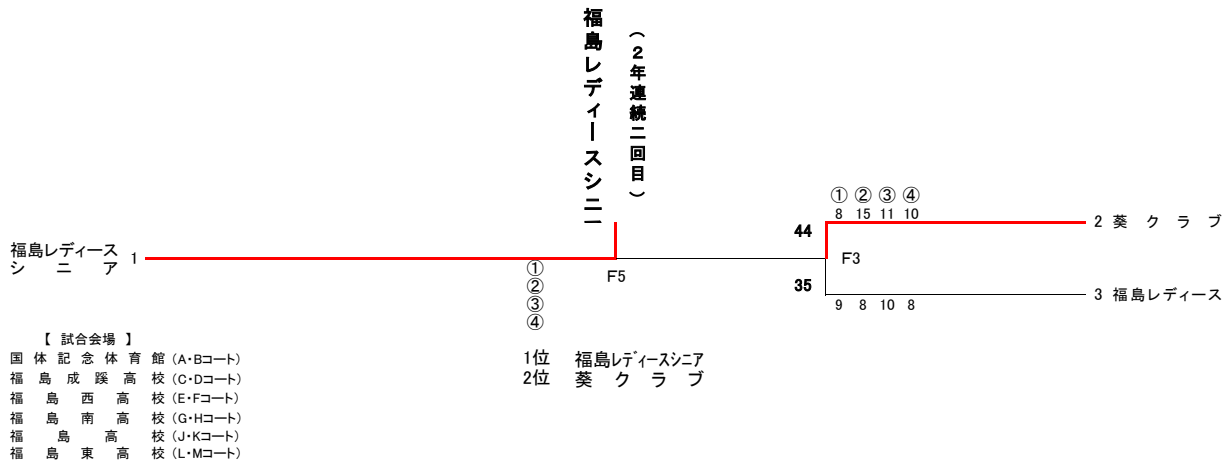 福島レディースシニー
（２年連続二回目）
① ② ③ ④
8 15 11 10
44
2 葵クラブ
福島レディース
シニア
1
F3
F5
35
9 8 10 8
3 福島レディース
①
②
③
④
1位 福島レディースシニア
2位 葵クラブ
【 試合会場 】
国体記念体育館 (A・Bコート)
福島成蹊高校 (C・Dコート)
福島西高校 (E・Fコート)
福島南高校 (G・Hコート)
福島高校 (J・Kコート)
福島東高校 (L・Mコート)